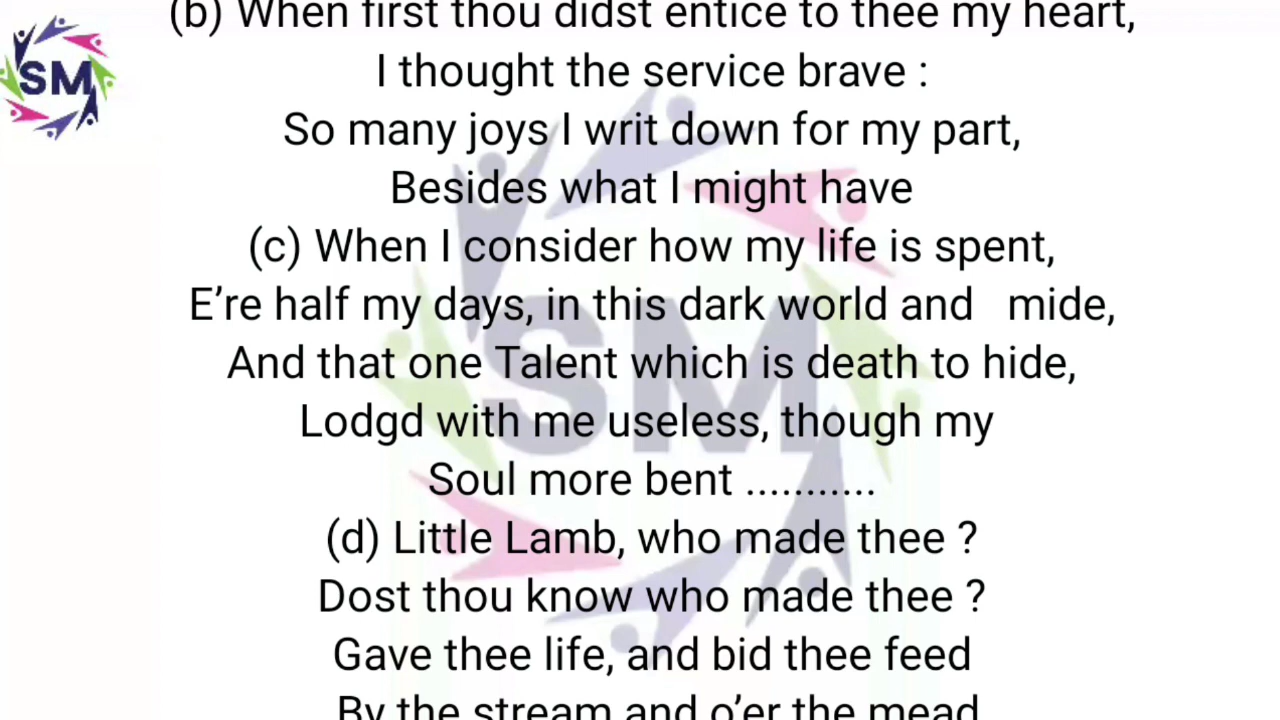 (b) When first thou didst entice to thee my heart,
SM
I thought the service brave :
So many joys I writ down for my part,
Besides what I might have
(c) When I consider how my life is spent,
E’re half my days, in this dark world and mide,
And that one Talent which is death to hide,
Lodgd with me useless, though my
Soul more bent ...........
(d) Little Lamb, who made thee ?
Dost thou know who made thee ?
Gave thee life, and bid thee feed
By the stream and o’er the mead
SM